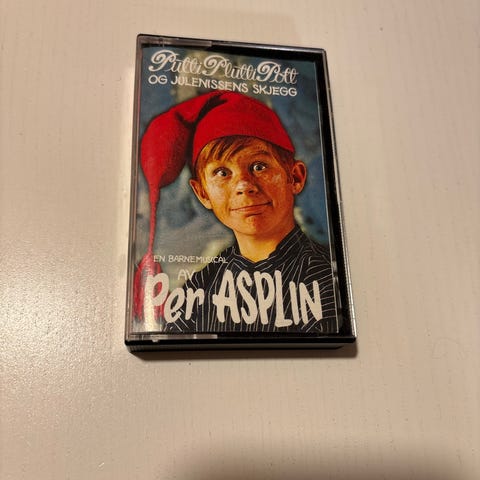 Putti Plutti Pott
OG JULENISSENS SKJEGG
EN BARNEMUSICAL
AV
Per ASPLIN